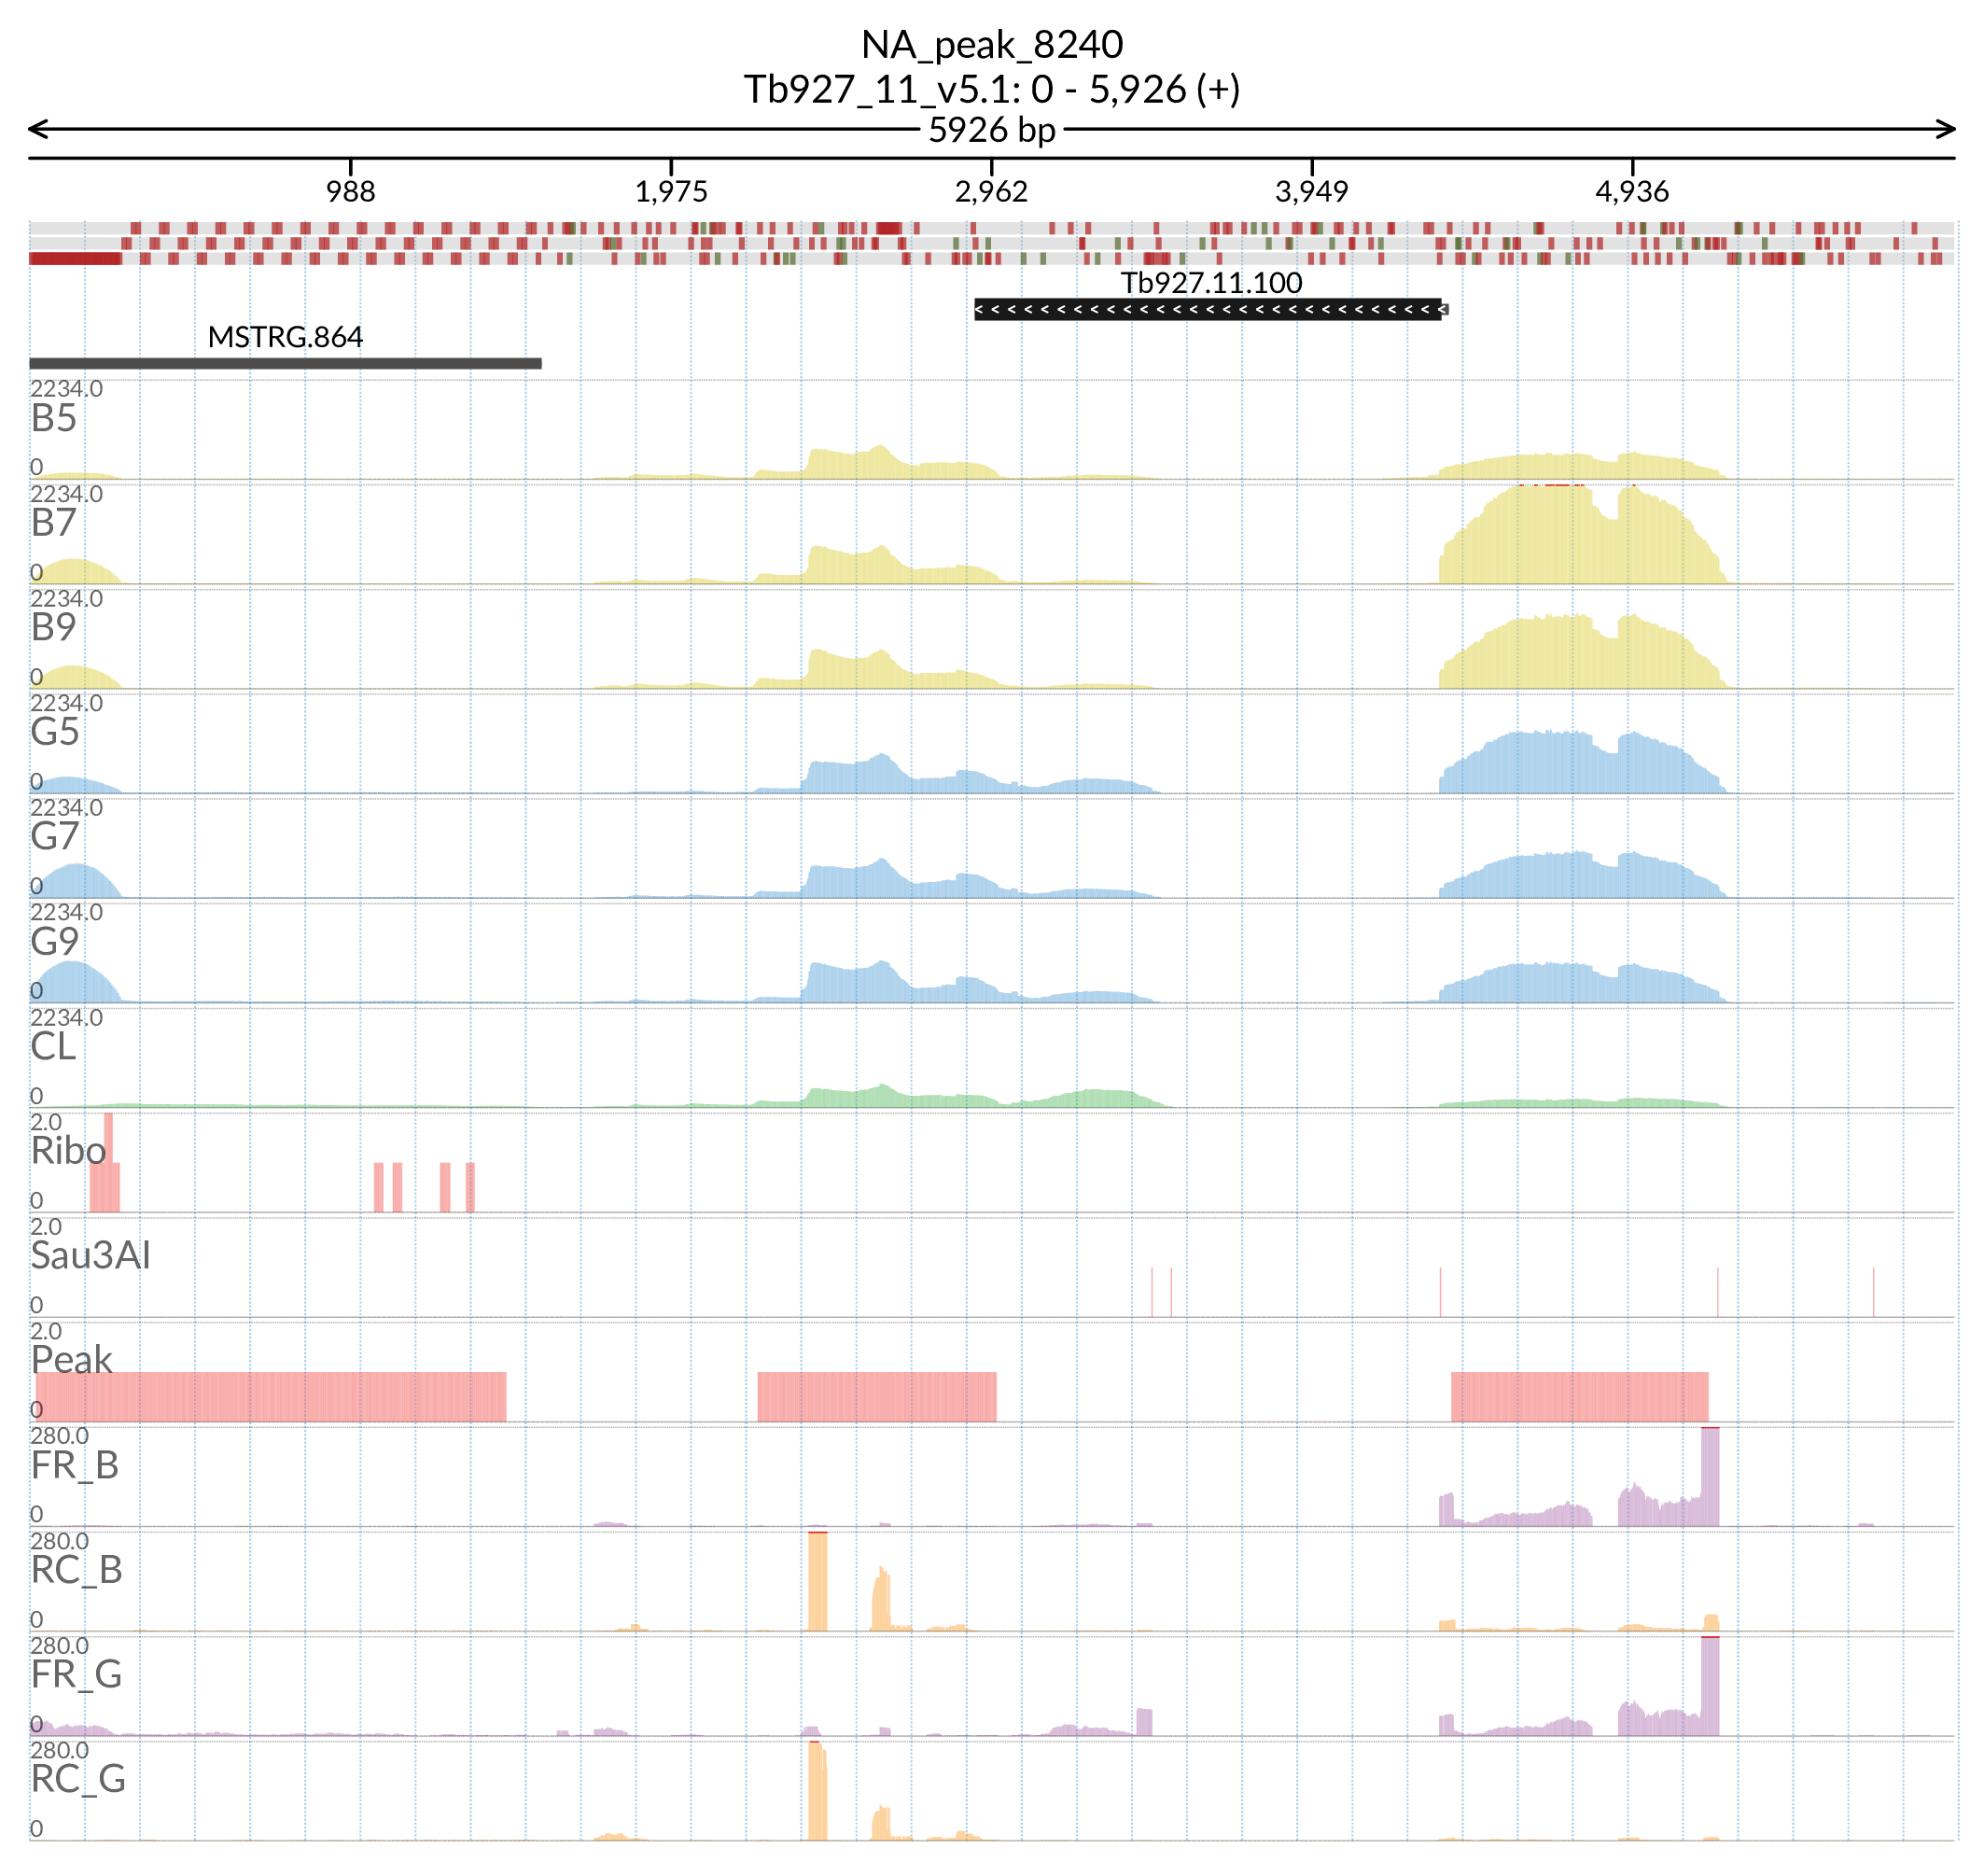 NA_peak_8240
Tb927_11_v5.1: 0 - 5,926 (+)
5926 bp
988 1,975 2,962 3,949 4,936
Tb927.11.100
< < < < < < < < < < < < < < < < < < < < < < < < < < < < <
MSTRG.864
2234.0
B5
0
2234.0
B7
0
2234.0
B9
0
2234.0
G5
0
2234.0
G7
0
2234.0
G9
0
2234.0
CL
0
2.0
Ribo
0
2.0
Sau3AI
0
2.0
Peak
0
280.0
FR_B
0
280.0
RC_B
0
280.0
FR_G
0
280.0
RC_G
0